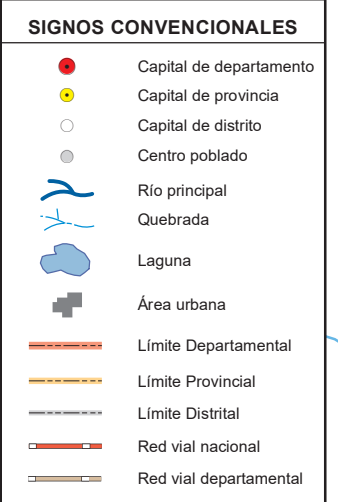 SIGNOS CONVENCIONALES
Capital de departamento
Capital de provincia
Capital de distrito
Centro poblado
Río principal
Quebrada
Laguna
Área urbana
Límite Departamental
Límite Provincial
Límite Distrital
Red vial nacional
Red vial departamental